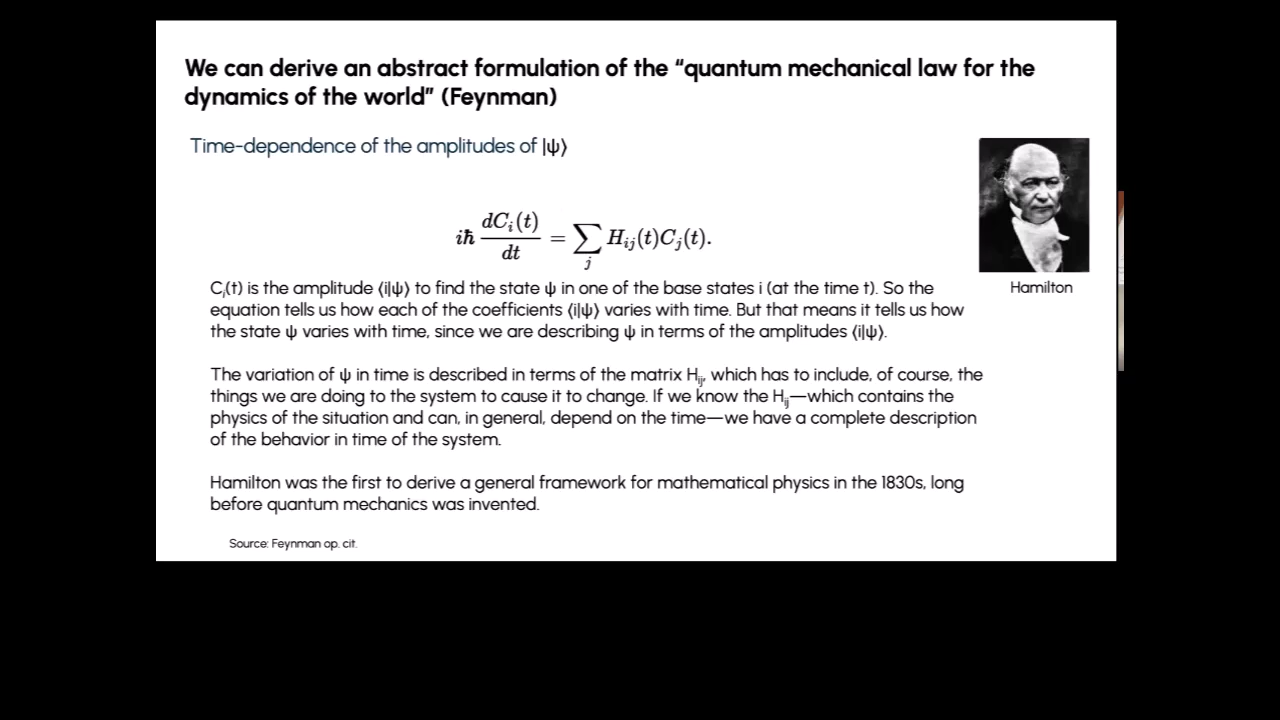 We can derive an abstract formulation of the “quantum mechanical law for the
dynamics of the world” (Feynman)
Time-dependence of the amplitudes of |ψ⟩
iħ dCᵢ(t)/dt = ∑ⱼ Hᵢⱼ(t)Cⱼ(t).
Cᵢ(t) is the amplitude ⟨i|ψ⟩ to find the state ψ in one of the base states i (at the time t). So the
equation tells us how each of the coefficients ⟨i|ψ⟩ varies with time. But that means it tells us how
the state ψ varies with time, since we are describing ψ in terms of the amplitudes ⟨i|ψ⟩.
The variation of ψ in time is described in terms of the matrix Hᵢⱼ, which has to include, of course, the
things we are doing to the system to cause it to change. If we know the Hᵢⱼ—which contains the
physics of the situation and can, in general, depend on the time—we have a complete description
of the behavior in time of the system.
Hamilton was the first to derive a general framework for mathematical physics in the 1830s, long
before quantum mechanics was invented.
Source: Feynman op. cit.
Hamilton